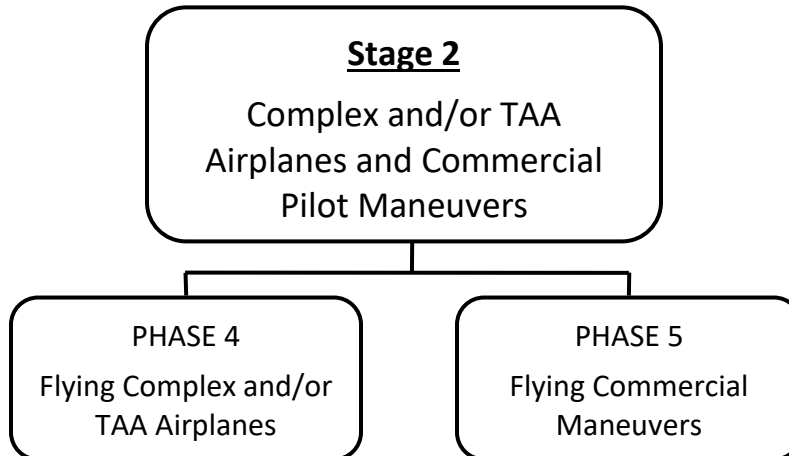 Stage 2
Complex and/or TAA
Airplanes and Commercial
Pilot Maneuvers
PHASE 4
Flying Complex and/or
TAA Airplanes
PHASE 5
Flying Commercial
Maneuvers